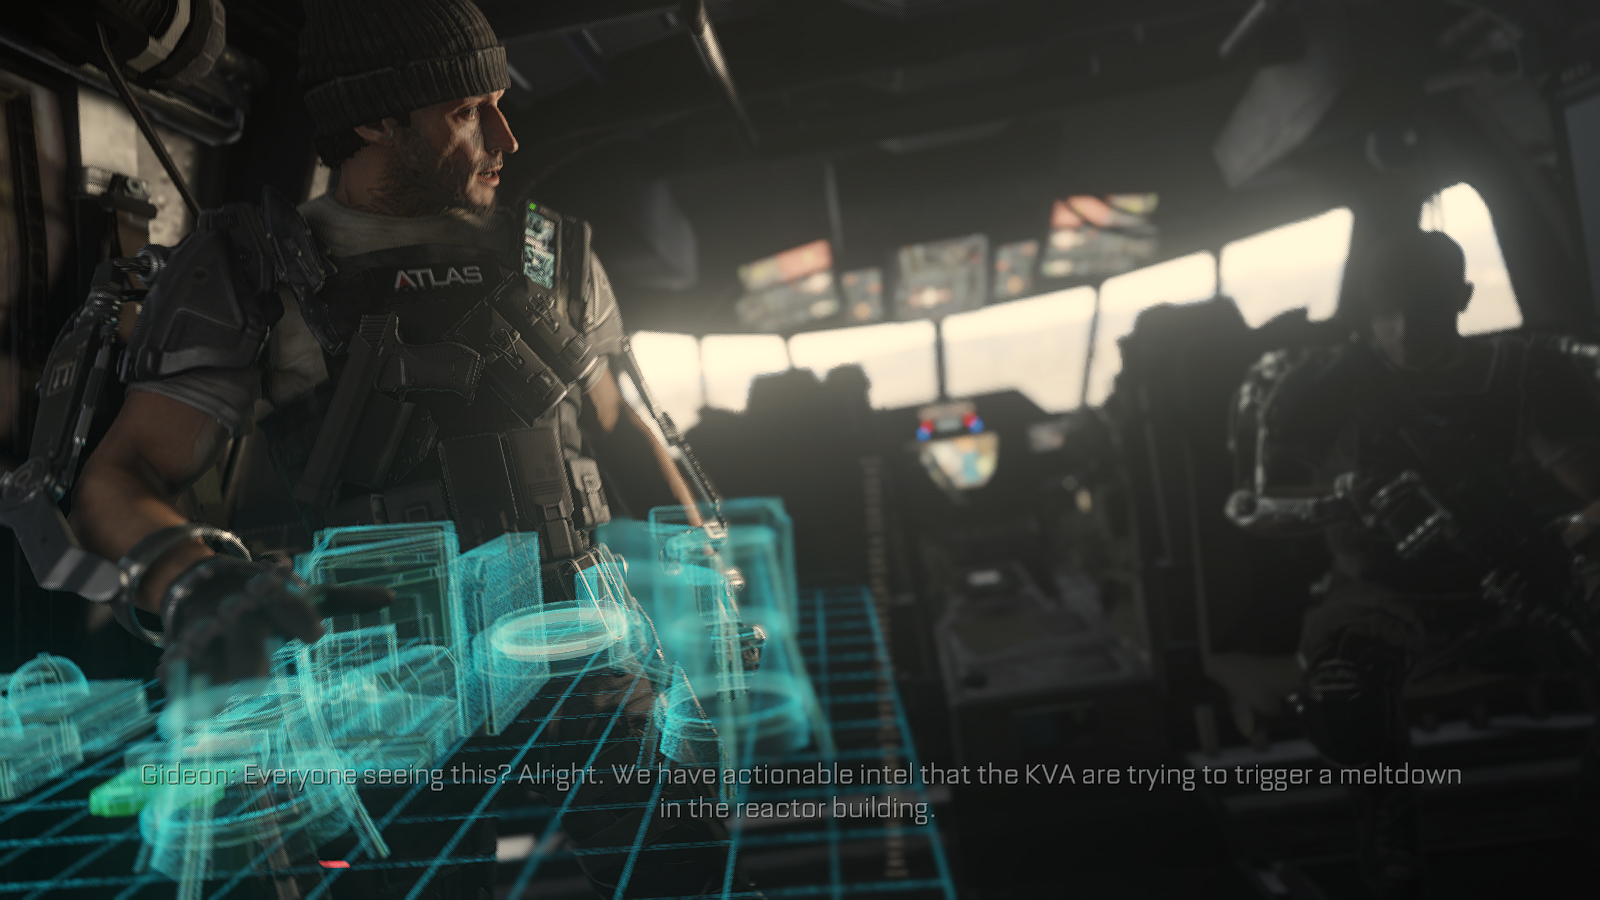 ATLAS
Gideon: Everyone seeing this? Alright. We have actionable intel that the KVA are trying to trigger a meltdown
in the reactor building.